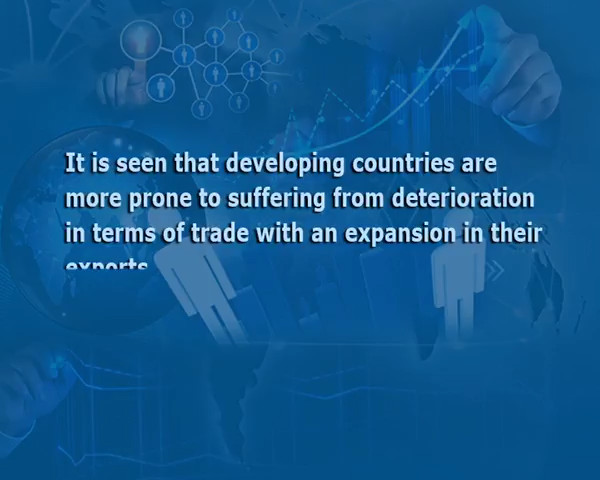 It is seen that developing countries are
more prone to suffering from deterioration
in terms of trade with an expansion in their
exports